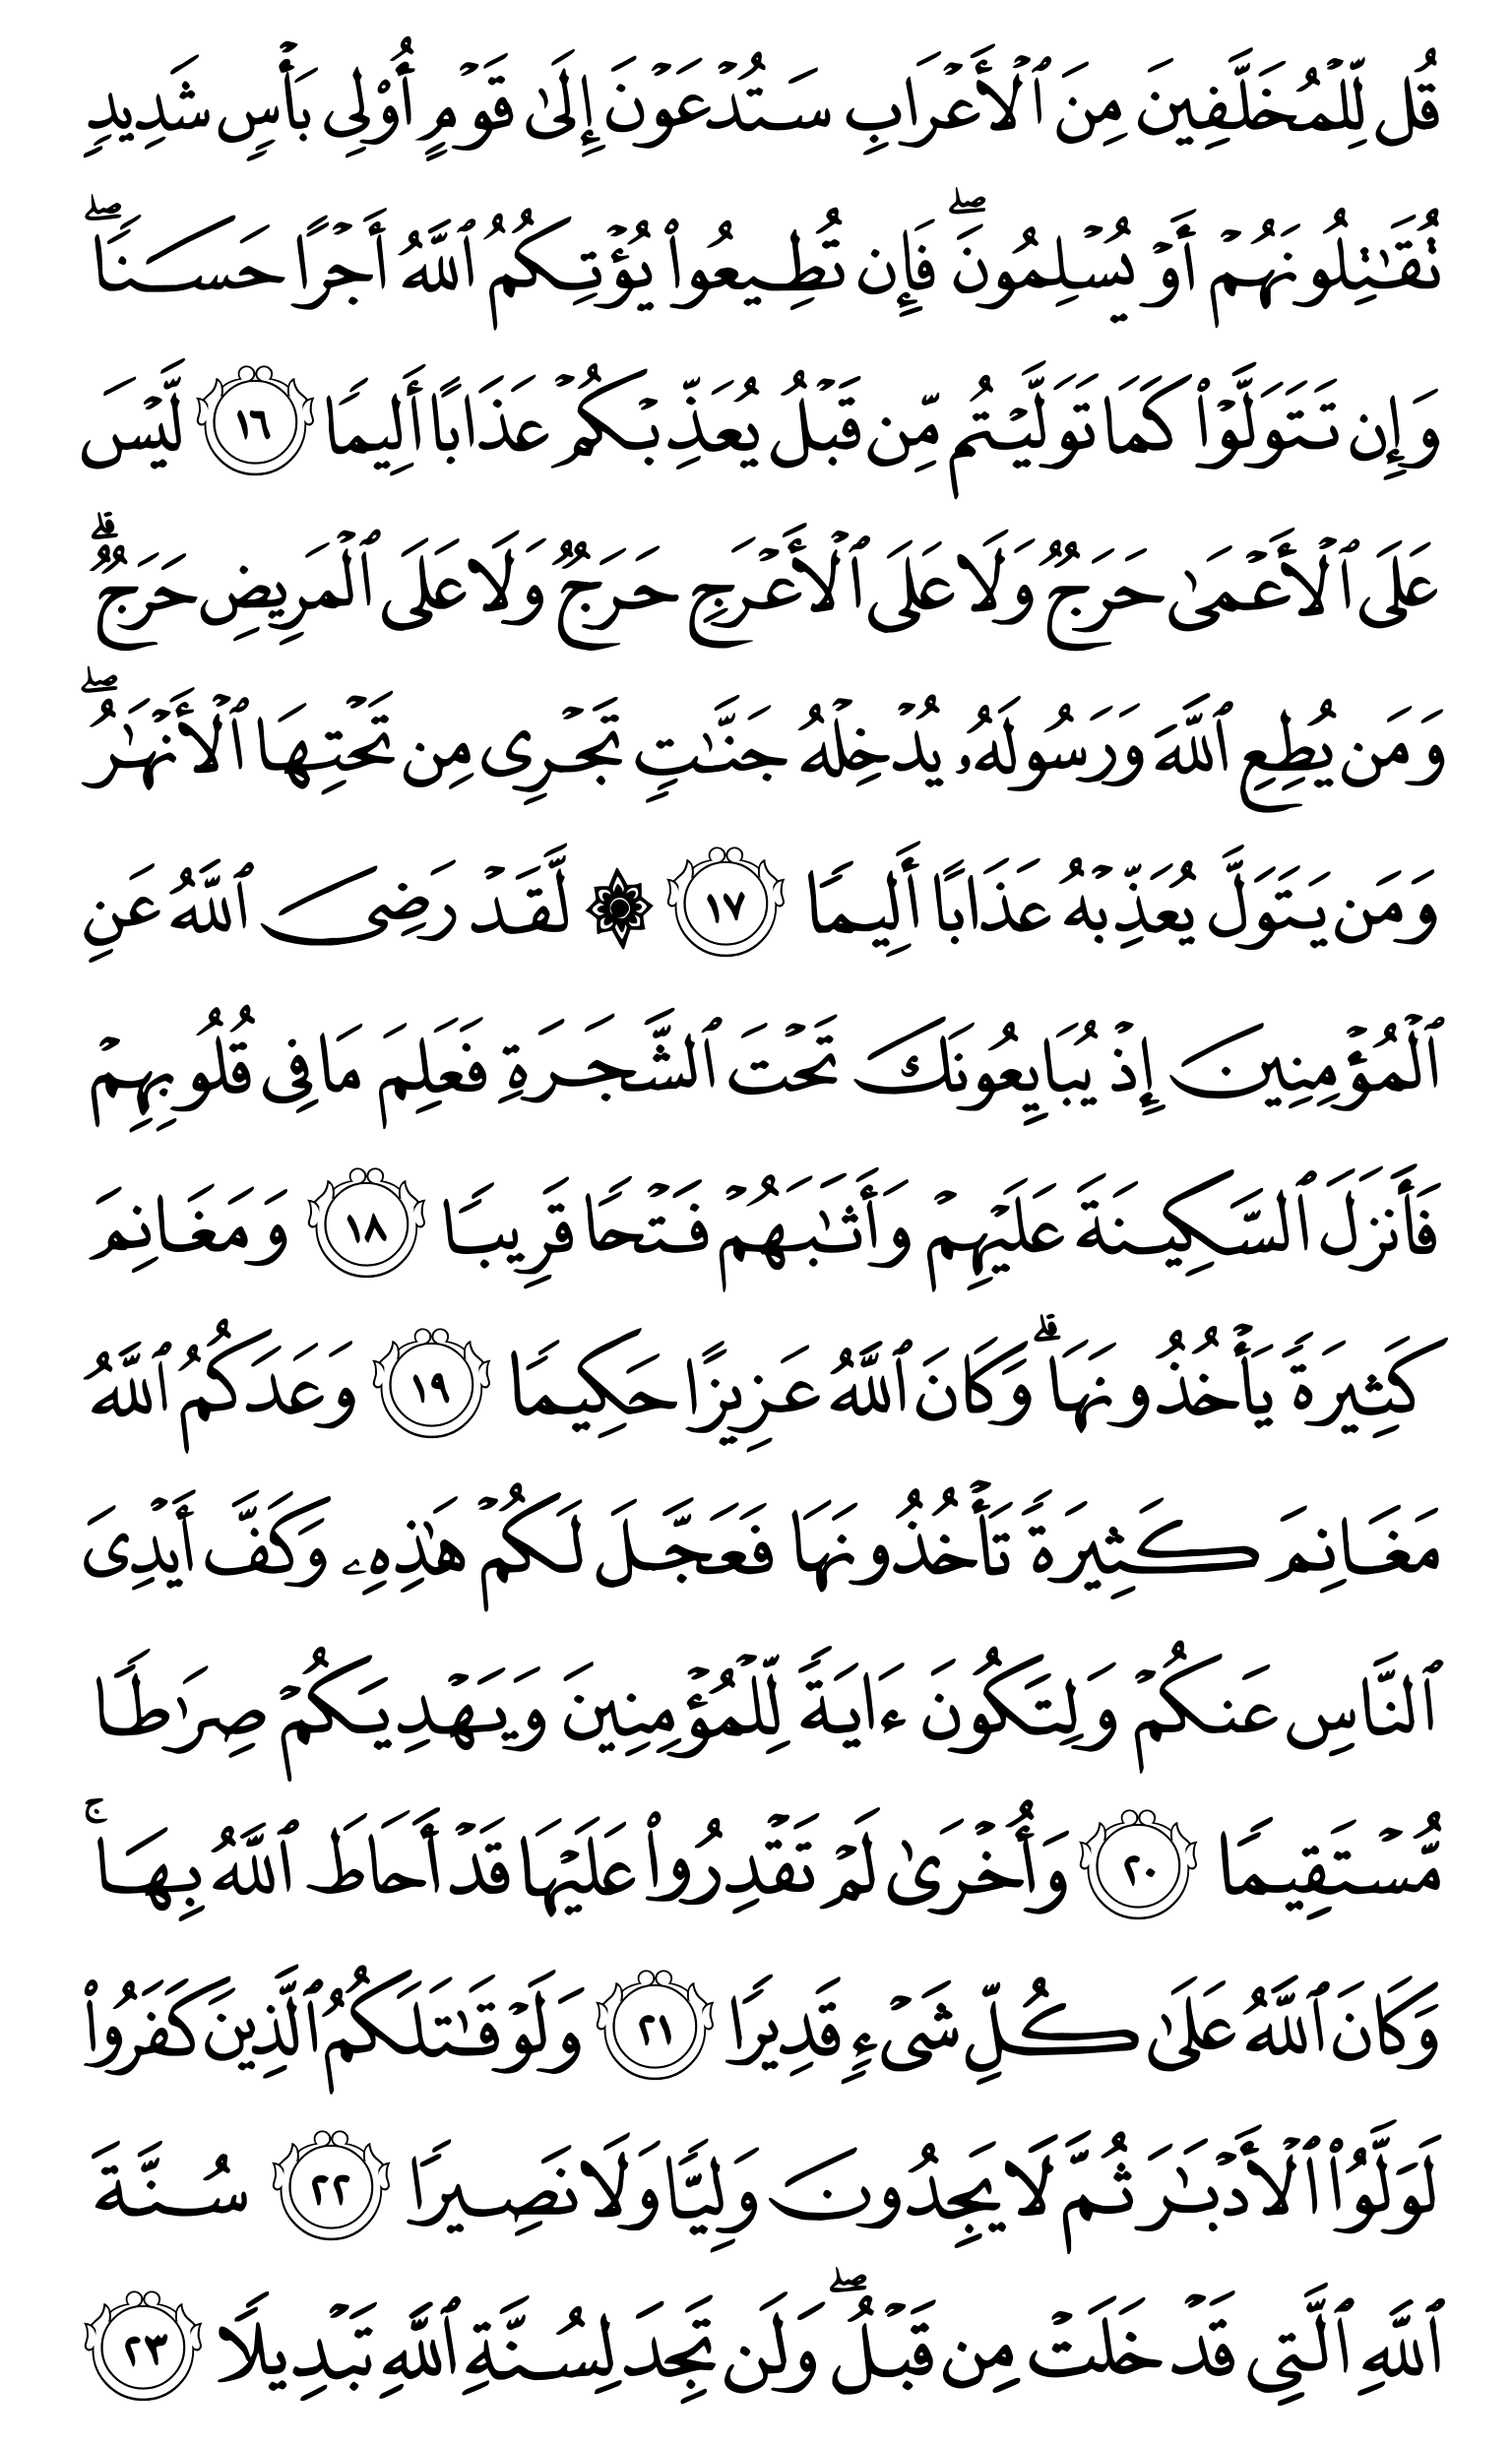 قُل لِّلْمُخَلَّفِينَ مِنَ ٱلْأَعْرَابِ سَتُدْعَوْنَ إِلَىٰ قَوْمٍ أُوْلِى بَأْسٍ شَدِيدٍ
تُقَـٰتِلُونَهُمْ أَوْ يُسْلِمُونَ ۖ فَإِن تُطِيعُوا۟ يُؤْتِكُمُ ٱللَّهُ أَجْرًا حَسَنًا ۖ
وَإِن تَتَوَلَّوْا۟ كَمَا تَوَلَّيْتُم مِّن قَبْلُ يُعَذِّبْكُمْ عَذَابًا أَلِيمًا ١٦ لَّيْسَ
عَلَى ٱلْأَعْمَىٰ حَرَجٌ وَلَا عَلَى ٱلْأَعْرَجِ حَرَجٌ وَلَا عَلَى ٱلْمَرِيضِ حَرَجٌ ۗ
وَمَن يُطِعِ ٱللَّهَ وَرَسُولَهُۥ يُدْخِلْهُ جَنَّـٰتٍ تَجْرِى مِن تَحْتِهَا ٱلْأَنْهَـٰرُ ۖ
وَمَن يَتَوَلَّ يُعَذِّبْهُ عَذَابًا أَلِيمًا ١٧ ۞ لَّقَدْ رَضِىَ ٱللَّهُ عَنِ
ٱلْمُؤْمِنِينَ إِذْ يُبَايِعُونَكَ تَحْتَ ٱلشَّجَرَةِ فَعَلِمَ مَا فِى قُلُوبِهِمْ
فَأَنزَلَ ٱلسَّكِينَةَ عَلَيْهِمْ وَأَثَـٰبَهُمْ فَتْحًا قَرِيبًا ١٨ وَمَغَانِمَ
كَثِيرَةً يَأْخُذُونَهَا ۗ وَكَانَ ٱللَّهُ عَزِيزًا حَكِيمًا ١٩ وَعَدَكُمُ ٱللَّهُ
مَغَانِمَ كَثِيرَةً تَأْخُذُونَهَا فَعَجَّلَ لَكُمْ هَـٰذِهِۦ وَكَفَّ أَيْدِىَ
ٱلنَّاسِ عَنكُمْ وَلِتَكُونَ ءَايَةً لِّلْمُؤْمِنِينَ وَيَهْدِيَكُمْ صِرَٰطًا
مُّسْتَقِيمًا ٢٠ وَأُخْرَىٰ لَمْ تَقْدِرُوا۟ عَلَيْهَا قَدْ أَحَاطَ ٱللَّهُ بِهَا ۚ
وَكَانَ ٱللَّهُ عَلَىٰ كُلِّ شَىْءٍ قَدِيرًا ٢١ وَلَوْ قَـٰتَلَكُمُ ٱلَّذِينَ كَفَرُوا۟
لَوَلَّوُا۟ ٱلْأَدْبَـٰرَ ثُمَّ لَا يَجِدُونَ وَلِيًّا وَلَا نَصِيرًا ٢٢ سُنَّةَ
ٱللَّهِ ٱلَّتِى قَدْ خَلَتْ مِن قَبْلُ ۖ وَلَن تَجِدَ لِسُنَّةِ ٱللَّهِ تَبْدِيلًا ٢٣